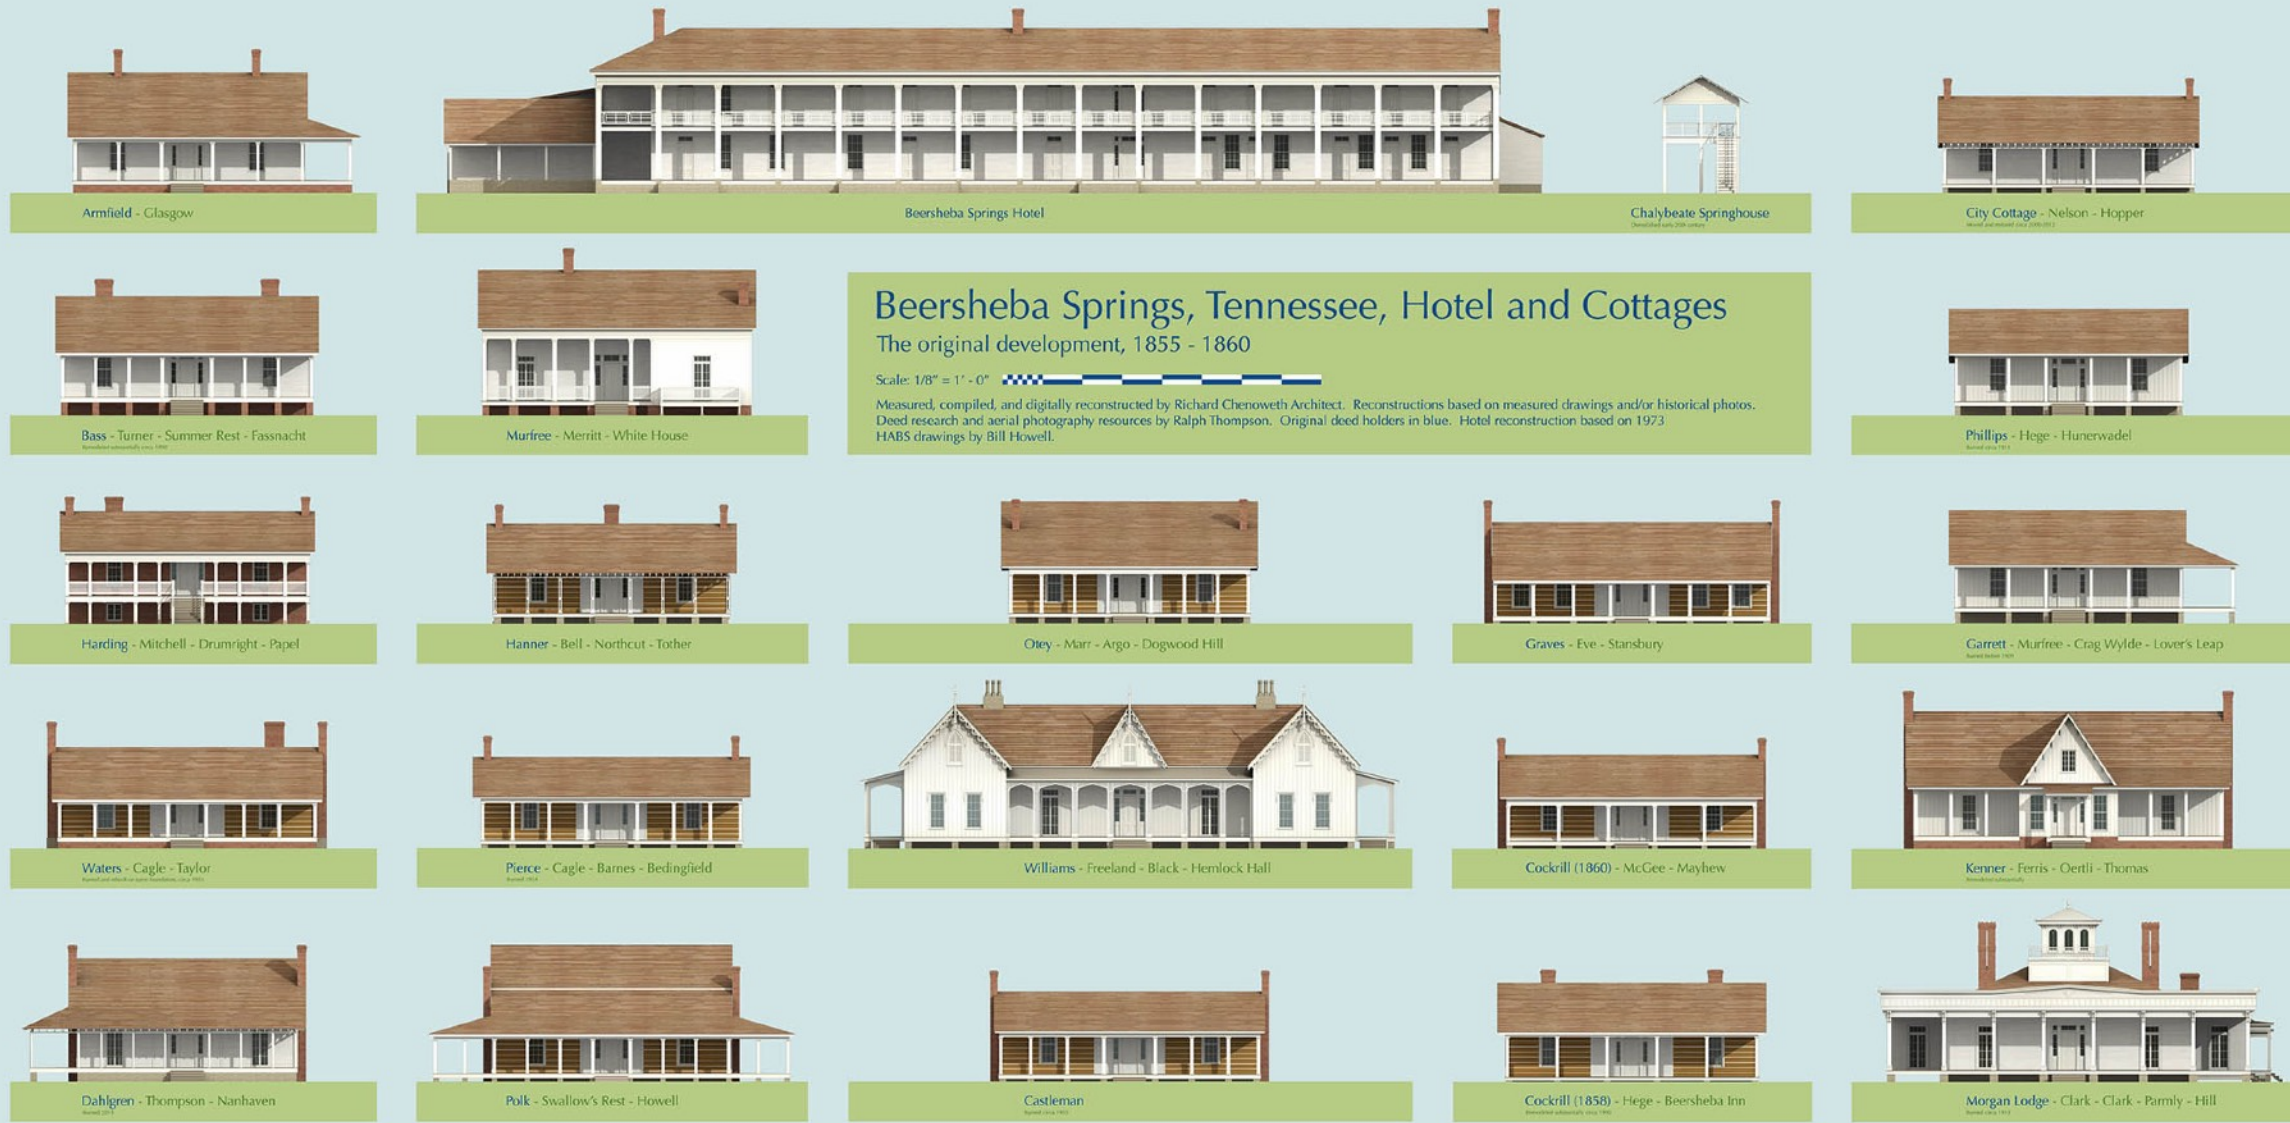 Armfield - Glasgow
Beersheba Springs Hotel
Chalybeate Springhouse
Demolished early 20th century
City Cottage - Nelson - Hopper
Bass - Turner - Summer Rest - Fassnacht
Murfree - Merritt - White House
Beersheba Springs, Tennessee, Hotel and Cottages
The original development, 1855 - 1860
Scale: 1/8" = 1' - 0"
Measured, compiled, and digitally reconstructed by Richard Chenoweth Architect. Reconstructions based on measured drawings and/or historical photos.
Deed research and aerial photography resources by Ralph Thompson. Original deed holders in blue. Hotel reconstruction based on 1973
HABS drawings by Bill Howell.
Phillips - Hege - Hunerwadel
Harding - Mitchell - Drumright - Papel
Hanner - Bell - Northcut - Tother
Otey - Marr - Argo - Dogwood Hill
Graves - Eve - Stansbury
Garrett - Murfree - Crag Wylde - Lover's Leap
Waters - Cagle - Taylor
Pierce - Cagle - Barnes - Bedingfield
Williams - Freeland - Black - Hemlock Hall
Cockrill (1860) - McGee - Mayhew
Kenner - Ferris - Oertli - Thomas
Remodeled substantially
Dahlgren - Thompson - Nanhaven
Polk - Swallow's Rest - Howell
Castleman
Cockrill (1858) - Hege - Beersheba Inn
Morgan Lodge - Clark - Clark - Parmly - Hill